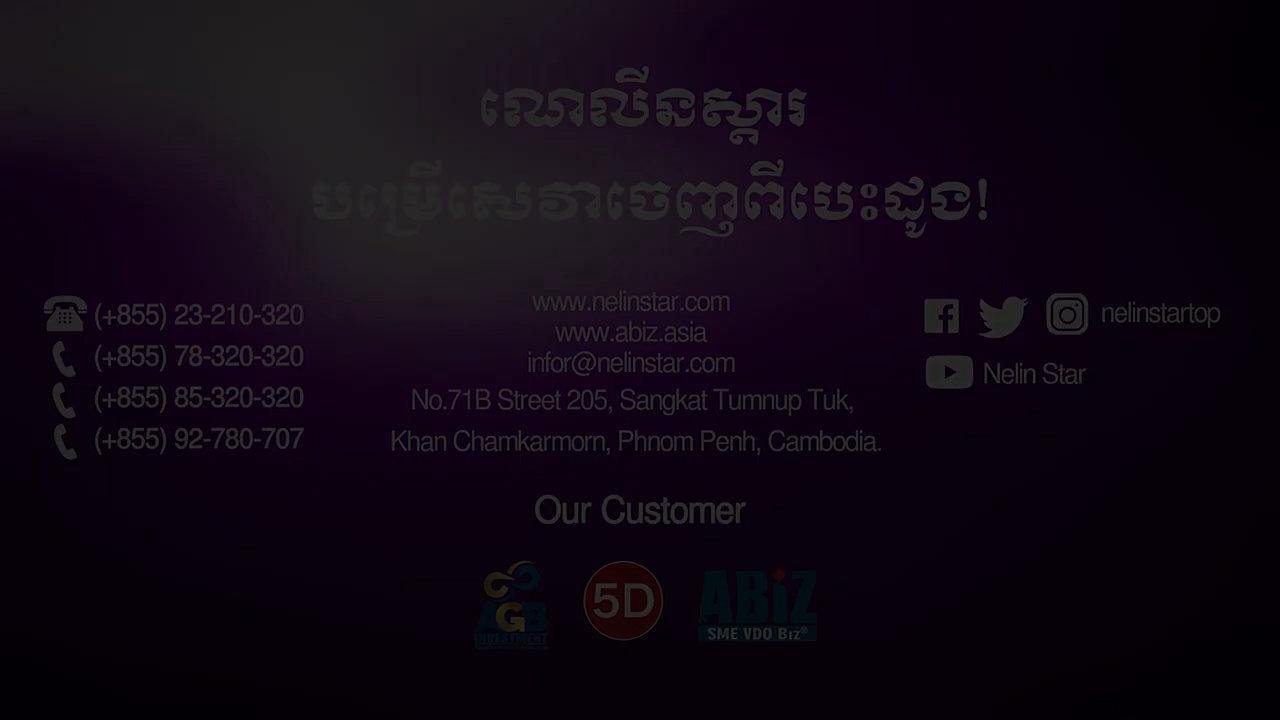 ណេលីនស្តារ
បម្រើសេវាចេញពីបេះដូង!
(+855) 23-210-320
(+855) 78-320-320
(+855) 85-320-320
(+855) 92-780-707
www.nelinstar.com
www.abiz.asia
infor@nelinstar.com
No.71B Street 205, Sangkat Tumnup Tuk,
Khan Chamkarmorn, Phnom Penh, Cambodia.
nelinstartop
Nelin Star
Our Customer
AGB
INVESTMENT
5D
ABiZ
SME VDO Biz®